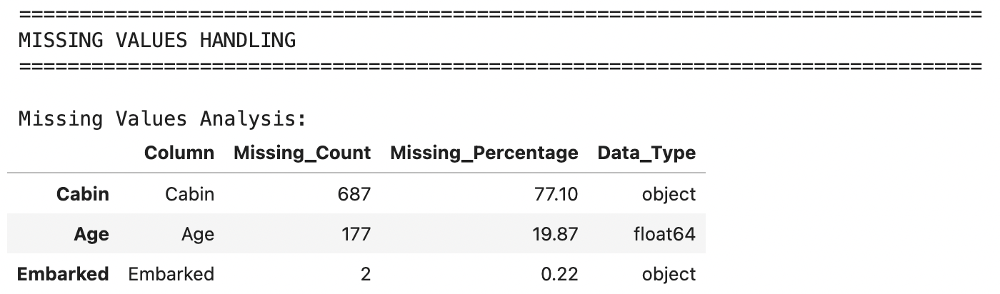 ================================================================================
MISSING VALUES HANDLING
================================================================================
Missing Values Analysis:
Column Missing_Count Missing_Percentage Data_Type
Cabin Cabin 687 77.10 object
Age Age 177 19.87 float64
Embarked Embarked 2 0.22 object